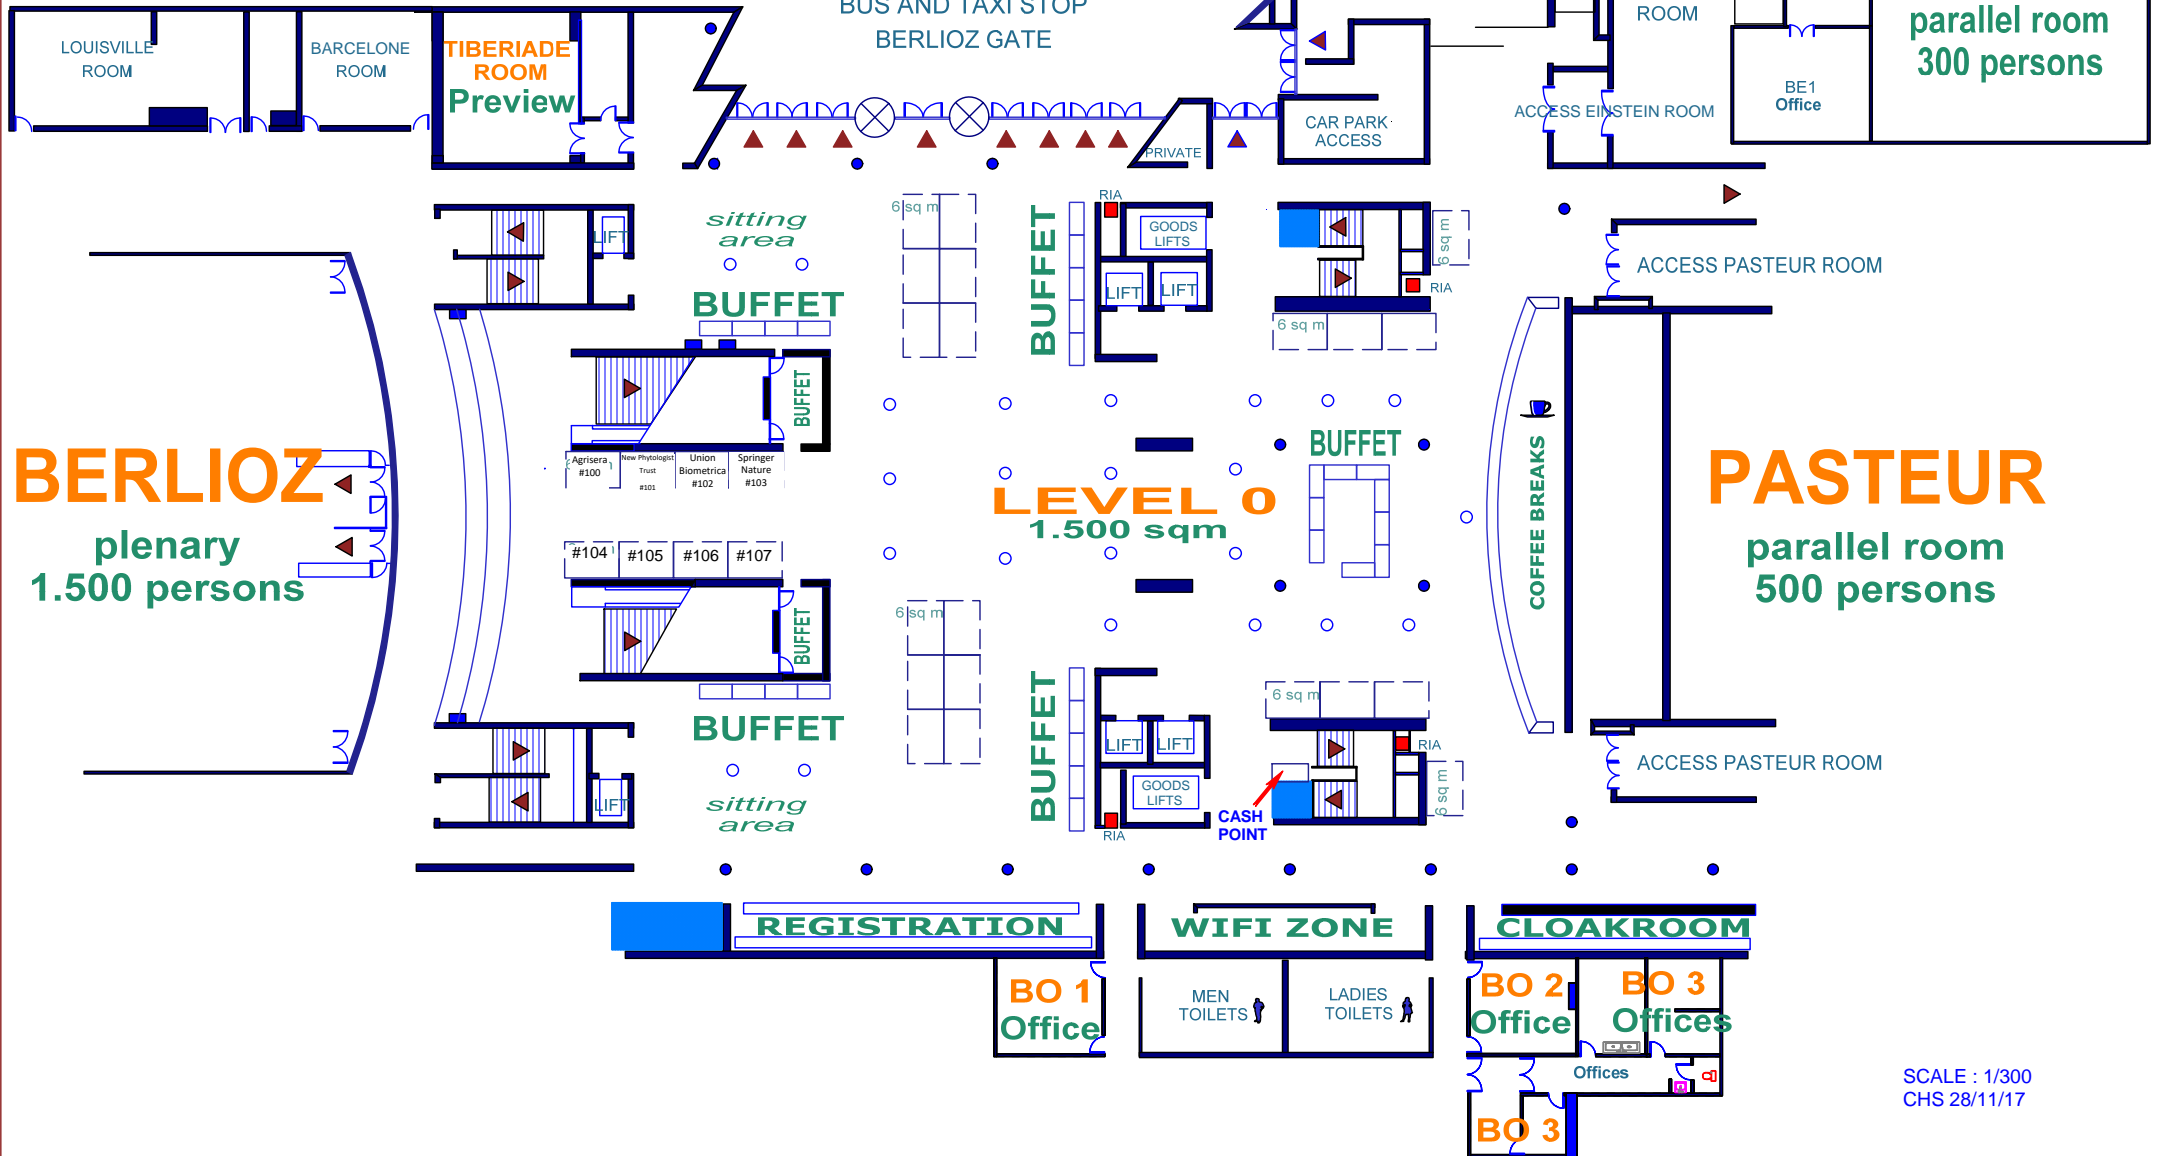 BUS AND TAXI STOP
BERLIOZ GATE
LOUISVILLE
ROOM
BARCELONE
ROOM
TIBERIADE
ROOM
Preview
PRIVATE
CAR PARK
ACCESS
ROOM
ACCESS EINSTEIN ROOM
BE1
Office
parallel room
300 persons
LIFT
sitting
area
BUFFET
6 sq m
BUFFET
RIA
GOODS
LIFTS
LIFT
LIFT
6 sq m
RIA
6 sq m
ACCESS PASTEUR ROOM
BUFFET
Agrisera
#100
New Phytologist
Trust
#101
Union
Biometrica
#102
Springer
Nature
#103
BERLIOZ
plenary
1.500 persons
LEVEL 0
1.500 sqm
BUFFET
COFFEE BREAKS
PASTEUR
parallel room
500 persons
#104
#105
#106
#107
BUFFET
6 sq m
BUFFET
sitting
area
LIFT
BUFFET
LIFT
LIFT
GOODS
LIFTS
RIA
6 sq m
RIA
6 sq m
CASH
POINT
ACCESS PASTEUR ROOM
REGISTRATION
WIFI ZONE
CLOAKROOM
BO 1
Office
MEN
TOILETS
LADIES
TOILETS
BO 2
Office
BO 3
Offices
Offices
BO 3
SCALE : 1/300
CHS 28/11/17